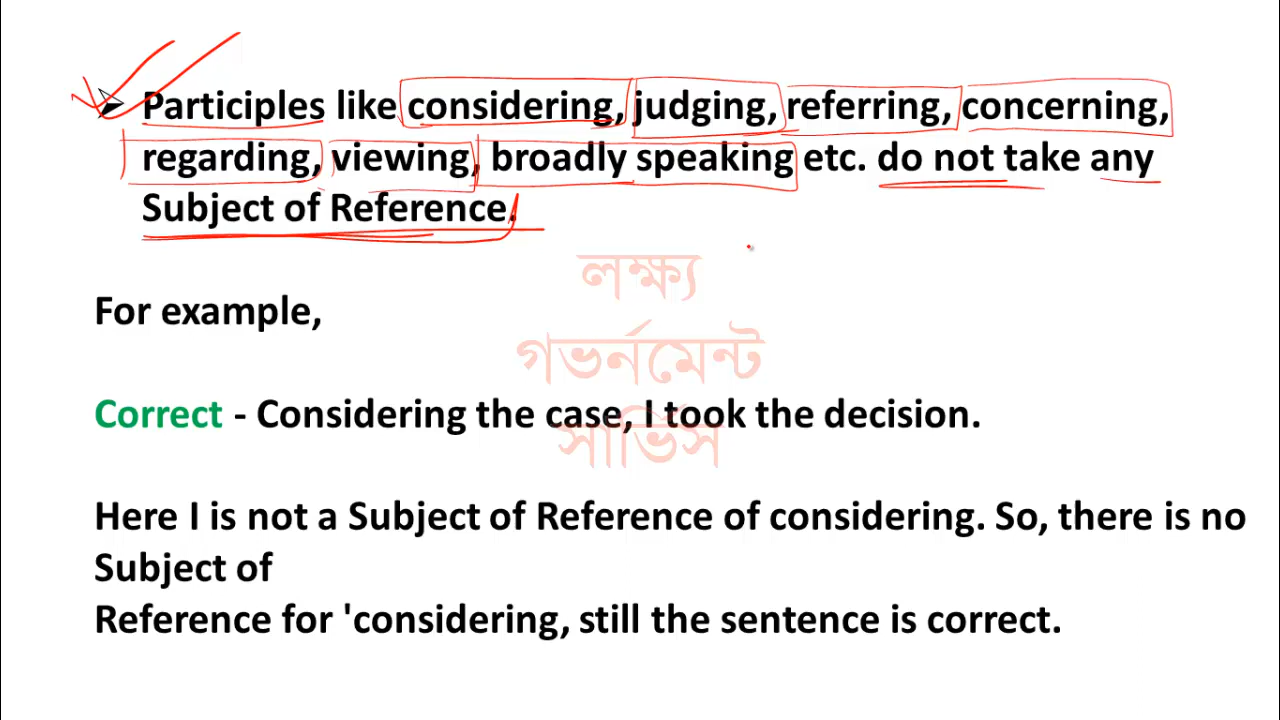 Participles like considering, judging, referring, concerning,
regarding, viewing, broadly speaking etc. do not take any
Subject of Reference.
লক্ষ্য
For example,
গভর্নমেন্ট
Correct - Considering the case, I took the decision.
সার্ভিস
Here I is not a Subject of Reference of considering. So, there is no
Subject of
Reference for 'considering, still the sentence is correct.